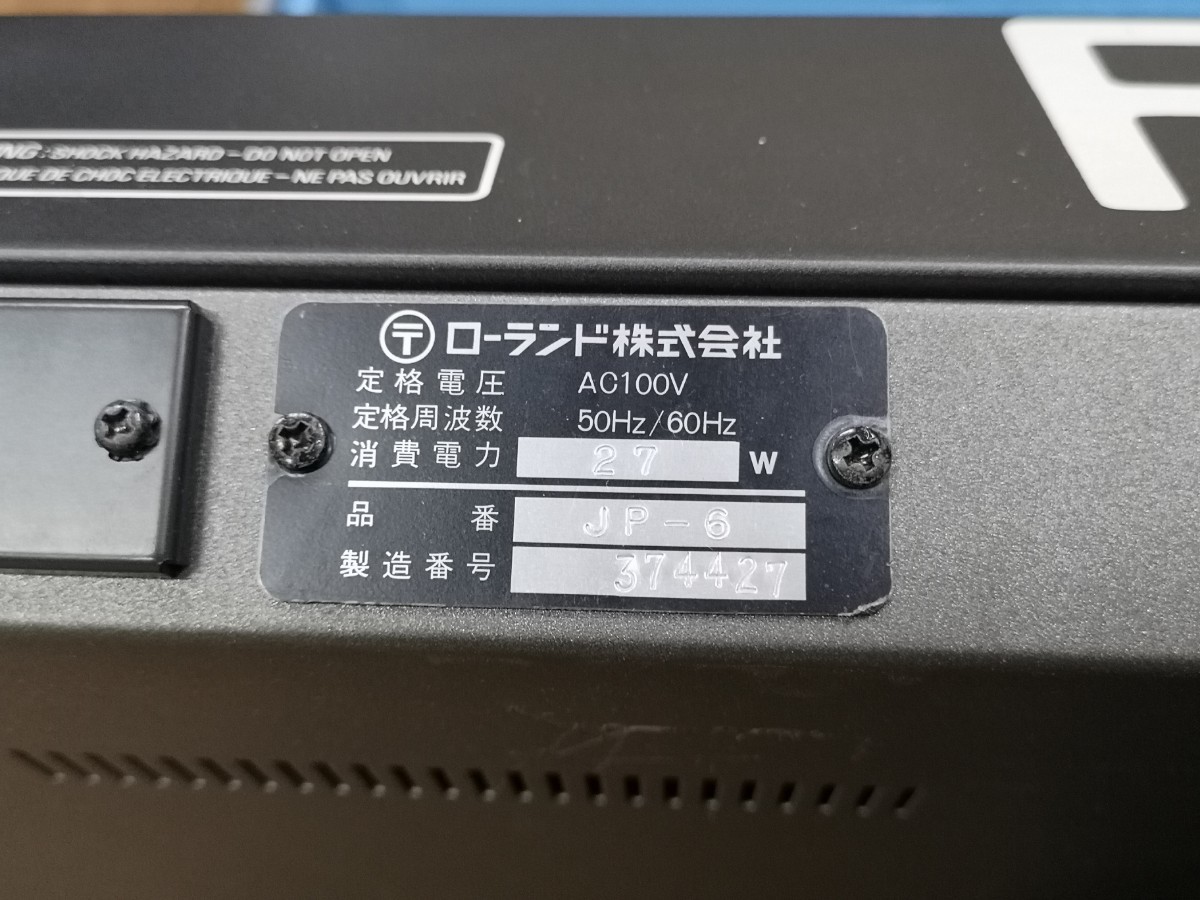 : SHOCK HAZARD – DO NOT OPEN
DE CHOC ELECTRIQUE – NE PAS OUVRIR
〒 ローランド株式会社
定格電圧 AC100V
定格周波数 50Hz/60Hz
消費電力 27 W
品番 JP-6
製造番号 374427